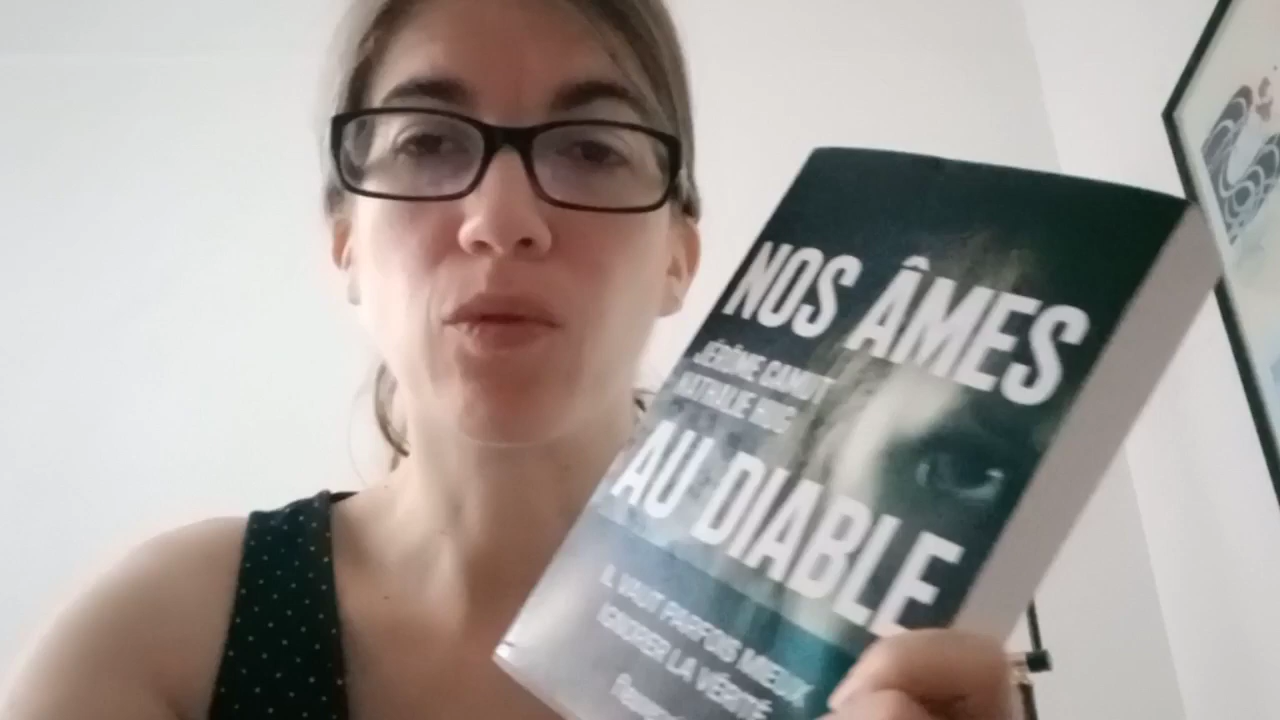 NOS ÂMES
JÉRÔME CAMUT
NATHALIE HUG
AU DIABLE
IL VAUT PARFOIS MIEUX
IGNORER LA VÉRITÉ